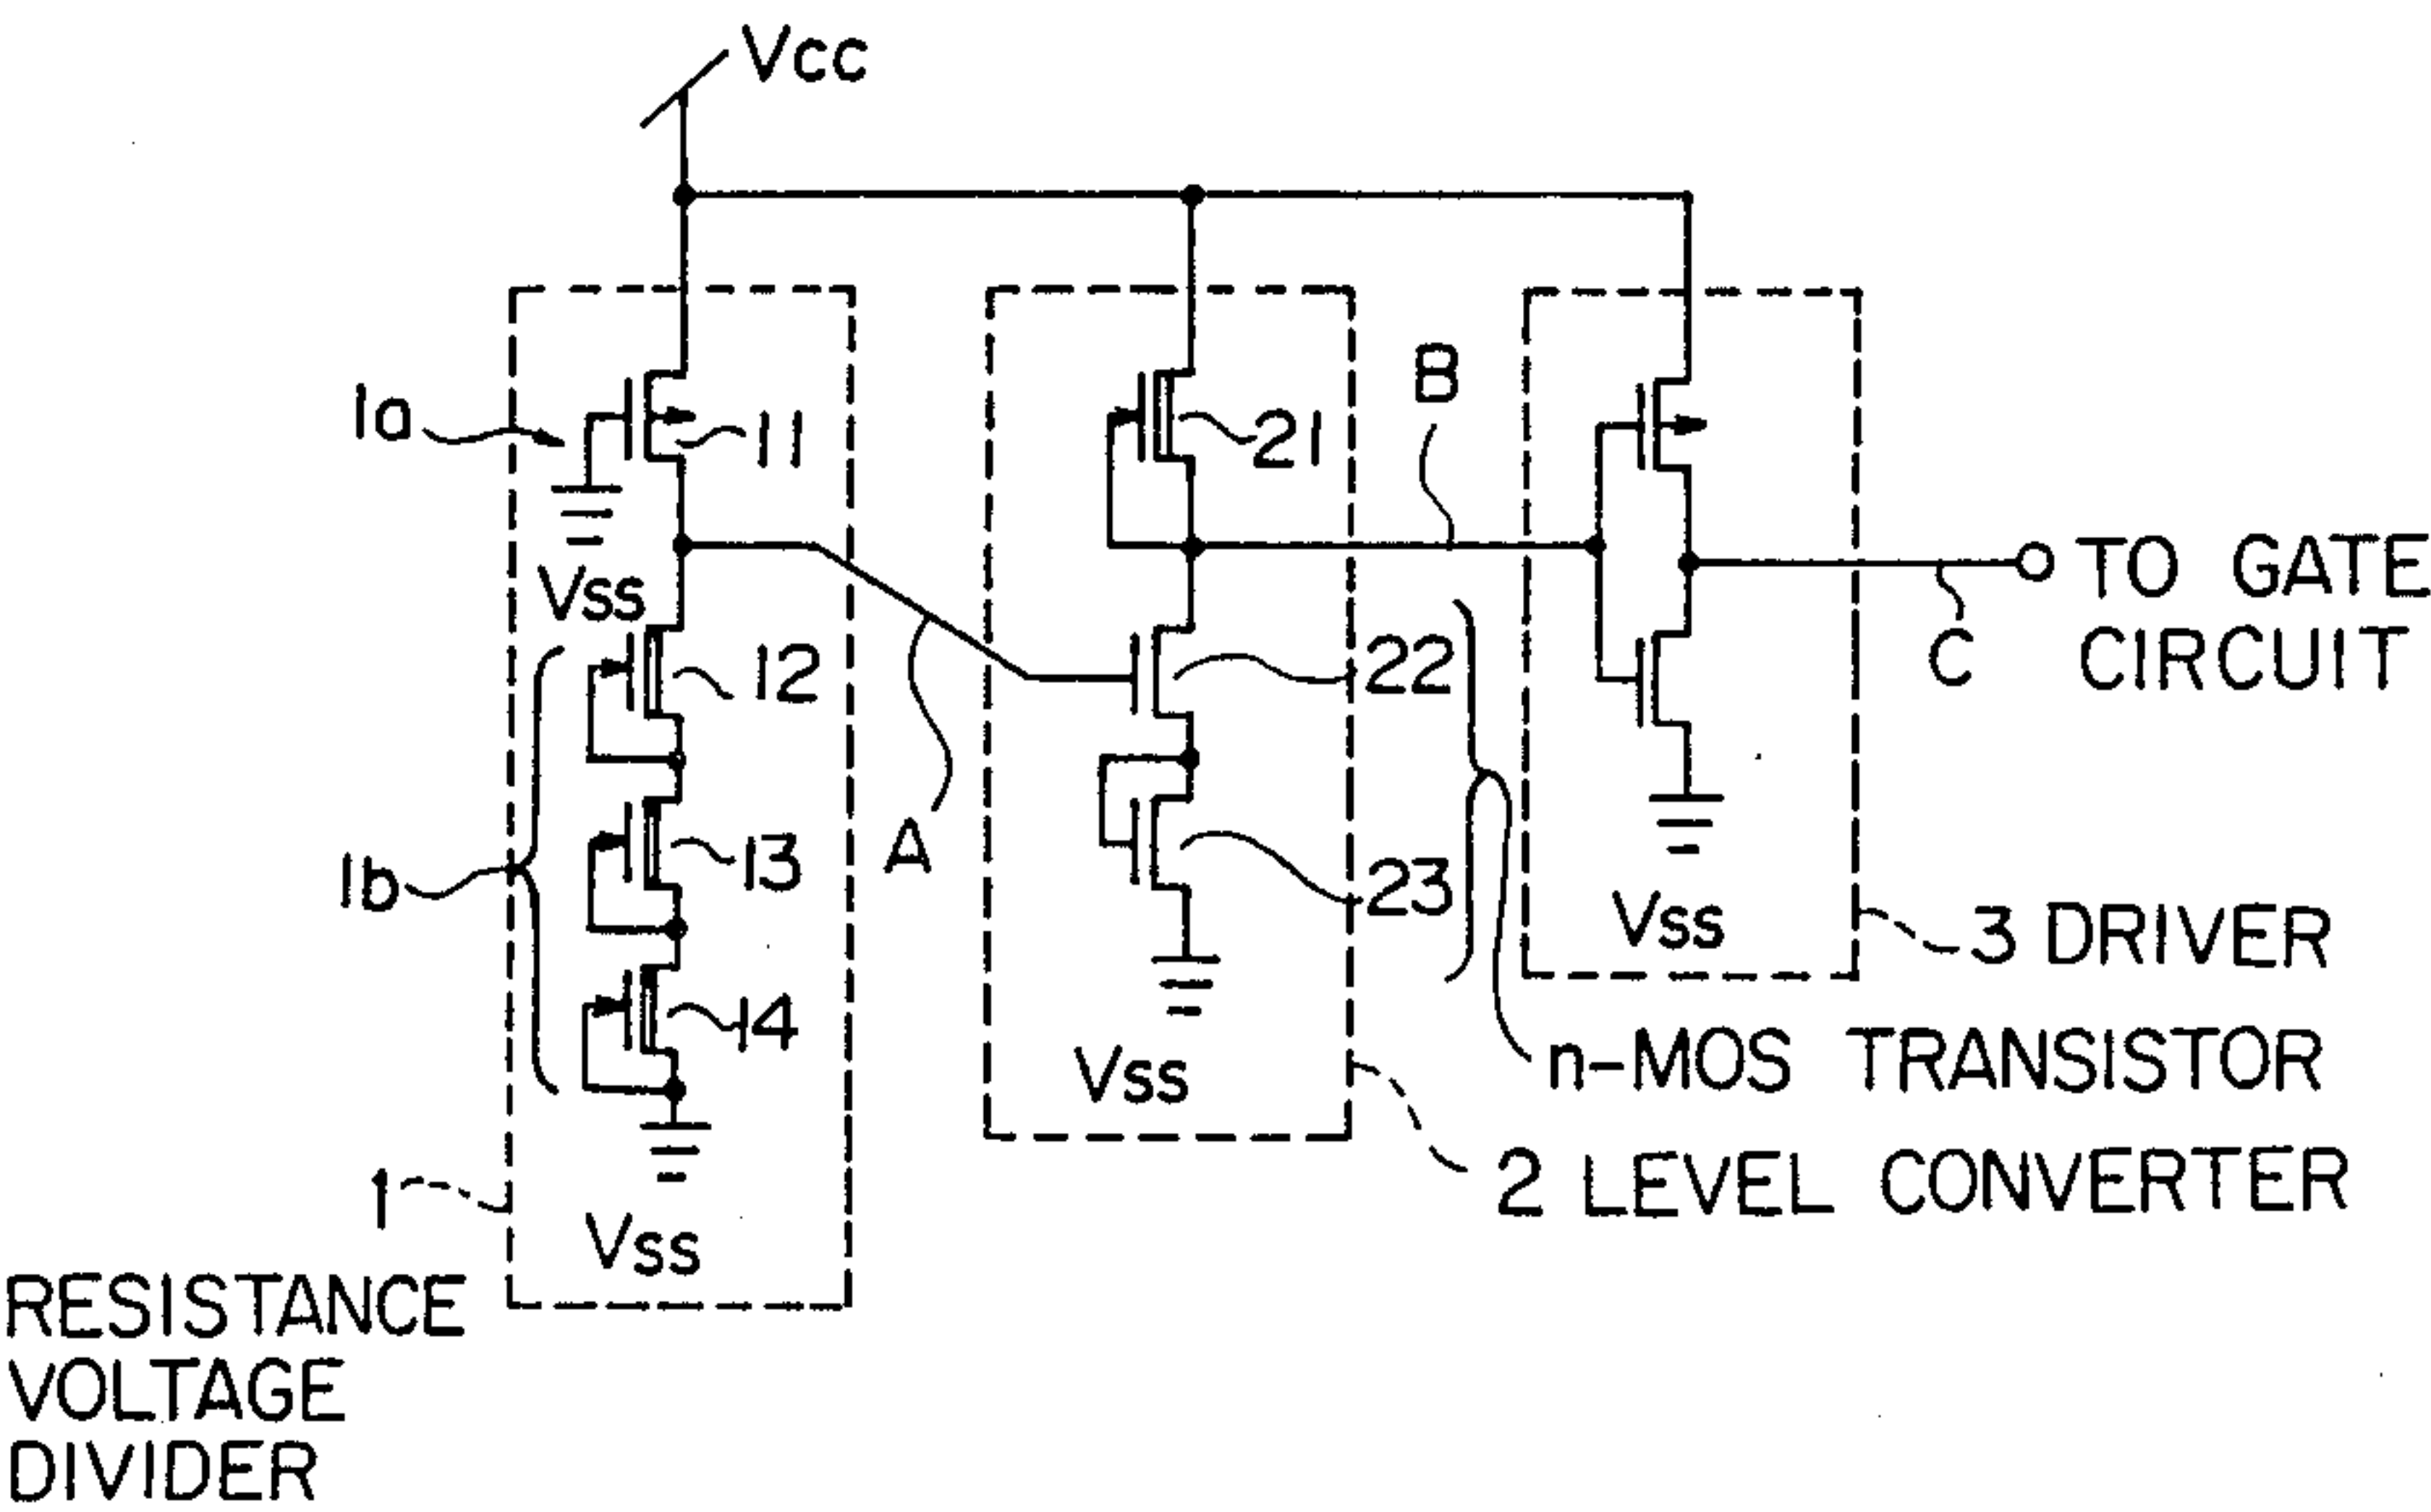 Vcc
1a
11
21
B
Vss
12
22
TO GATE
CIRCUIT
C
1b
13
A
23
Vss
3 DRIVER
14
Vss
n-MOS TRANSISTOR
1
2 LEVEL CONVERTER
Vss
RESISTANCE
VOLTAGE
DIVIDER